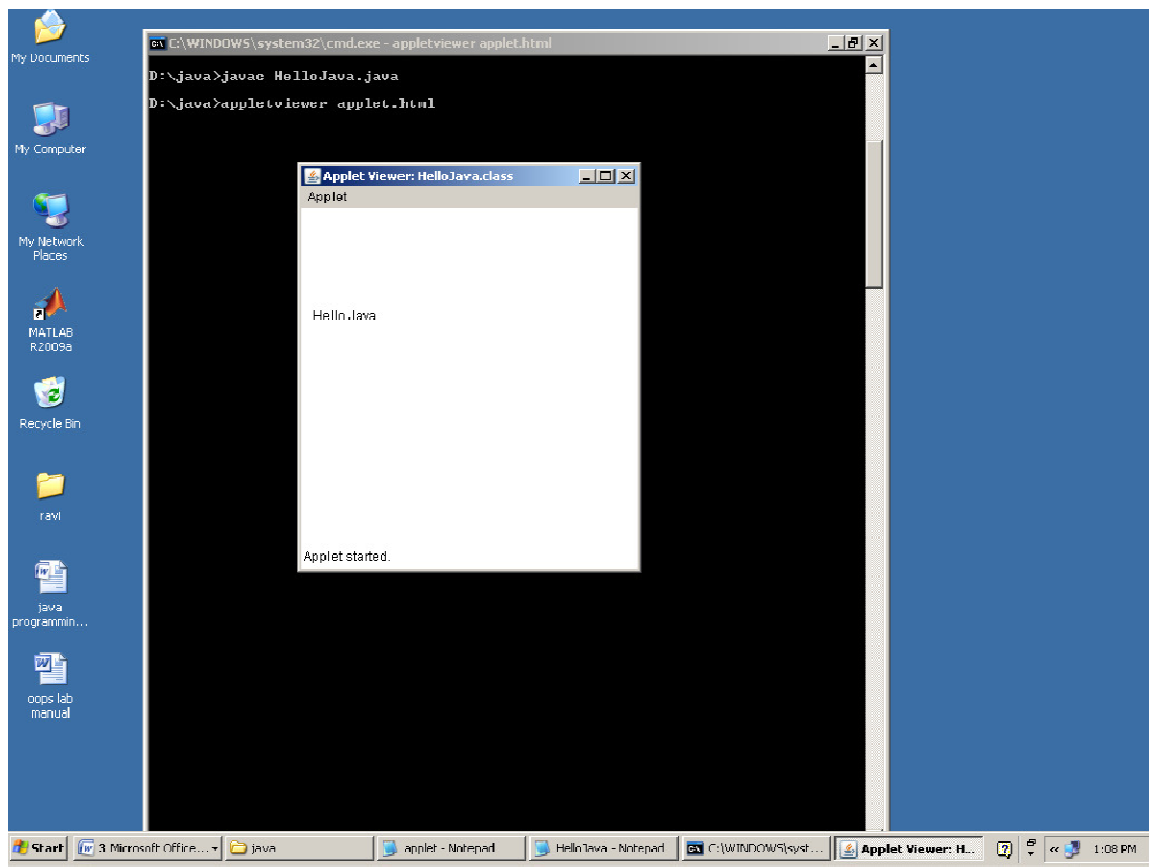 My Documents
My Computer
My Network
Places
MATLAB
R2009a
Recycle Bin
ravi
java
programmin...
oops lab
manual
C:\WINDOWS\system32\cmd.exe - appletviewer applet.html
D:\java>javac HelloJava.java
D:\java>appletviewer applet.html
Applet Viewer: HelloJava.class
Applet
Hello Java
Applet started.
Start
3 Microsoft Office...
java
applet - Notepad
HelloJava - Notepad
C:\WINDOWS\syst...
Applet Viewer: H...
1:08 PM